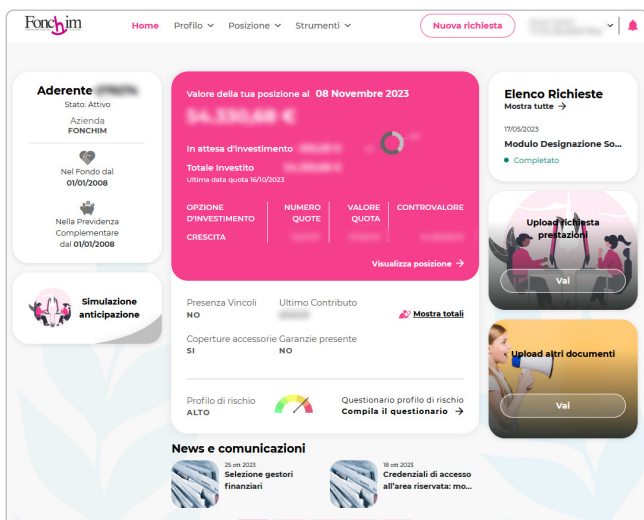 Fonchim
Home
Profilo
Posizione
Strumenti
Nuova richiesta
Aderente
Stato: Attivo
Azienda
FONCHIM
Nel Fondo dal
01/01/2008
Nella Previdenza
Complementare
dal 01/01/2008
Simulazione
anticipazione
Valore della tua posizione al 08 Novembre 2023
In attesa d'investimento
Totale Investito
Ultima data quota 16/10/2023
OPZIONE
D'INVESTIMENTO
NUMERO
QUOTE
VALORE
QUOTA
CONTROVALORE
CRESCITA
Visualizza posizione →
Presenza Vincoli
NO
Ultimo Contributo
Mostra totali
Coperture accessorie
SI
Garanzie presente
NO
Profilo di rischio
ALTO
Questionario profilo di rischio
Compila il questionario →
News e comunicazioni
25 ott 2023
Selezione gestori
finanziari
18 ott 2023
Credenziali di accesso
all'area riservata: mo...
Elenco Richieste
Mostra tutte →
17/05/2023
Modulo Designazione So...
Completato
Upload richiesta
prestazioni
Vai
Upload altri documenti
Vai